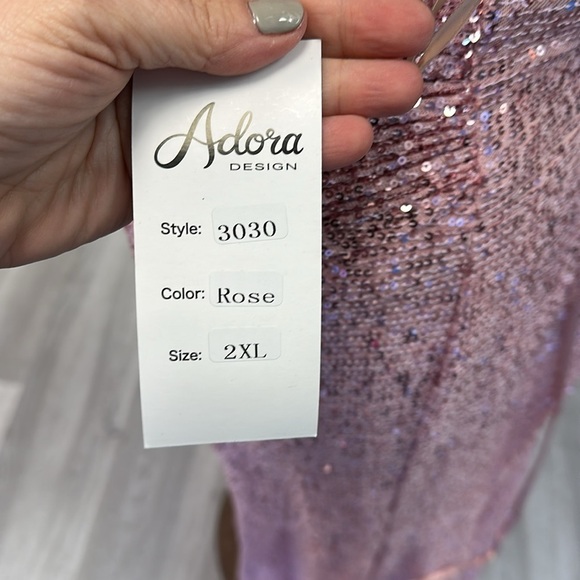 Adora
DESIGN
Style: 3030
Color: Rose
Size: 2XL